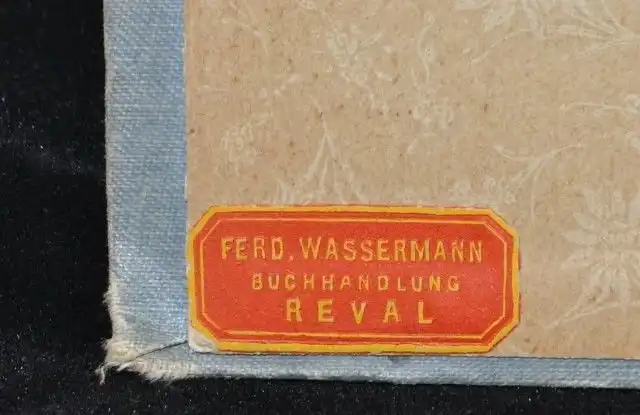 FERD. WASSERMANN
BUCHHANDLUNG
REVAL